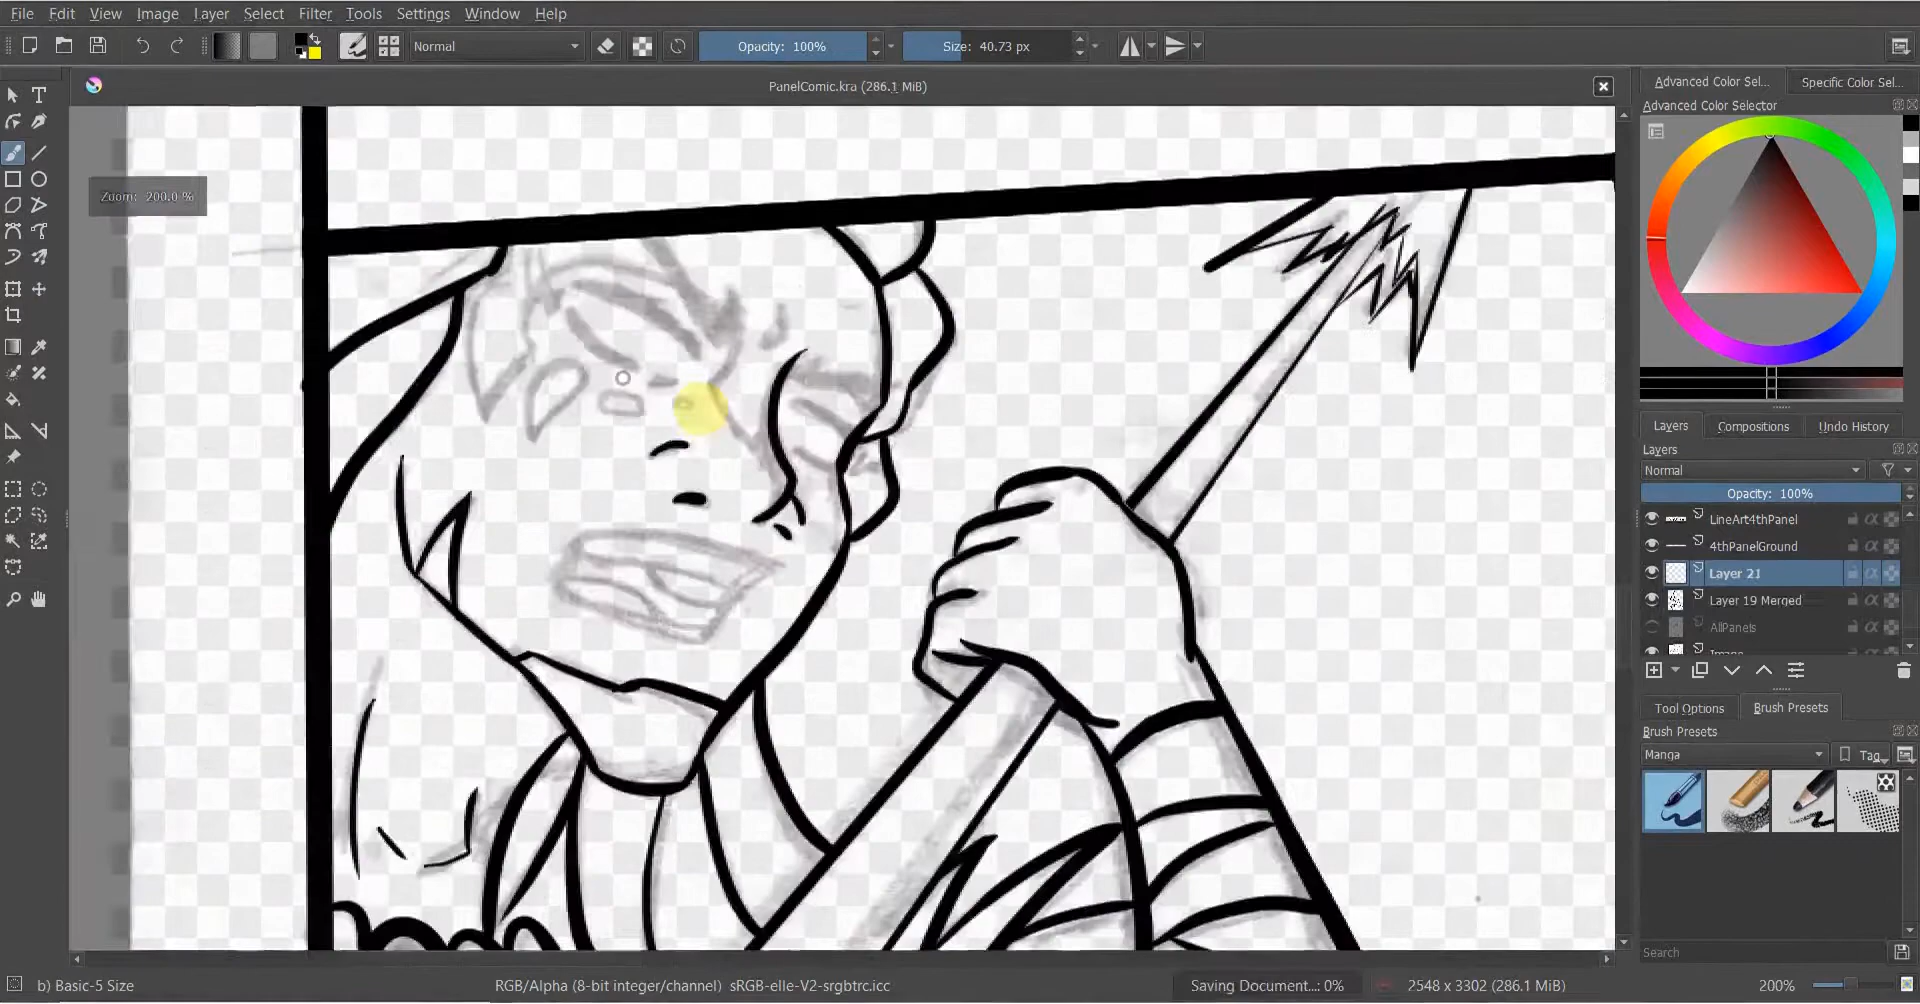 File Edit View Image Layer Select Filter Tools Settings Window Help
Normal Opacity: 100% Size: 40.73 px
PanelComic.kra (286.1 MiB)
Advanced Color Sel... Specific Color Sel...
Advanced Color Selector
Zoom: 200.0 %
Layers Compositions Undo History
Layers
Normal
Opacity: 100%
LineArt4thPanel
4thPanelGround
Layer 21
Layer 19 Merged
AllPanels
Tool Options Brush Presets
Brush Presets
Manga Tag
Search
b) Basic-5 Size RGB/Alpha (8-bit integer/channel) sRGB-elle-V2-srgbtrc.icc Saving Document...: 0% 2548 x 3302 (286.1 MiB) 200%